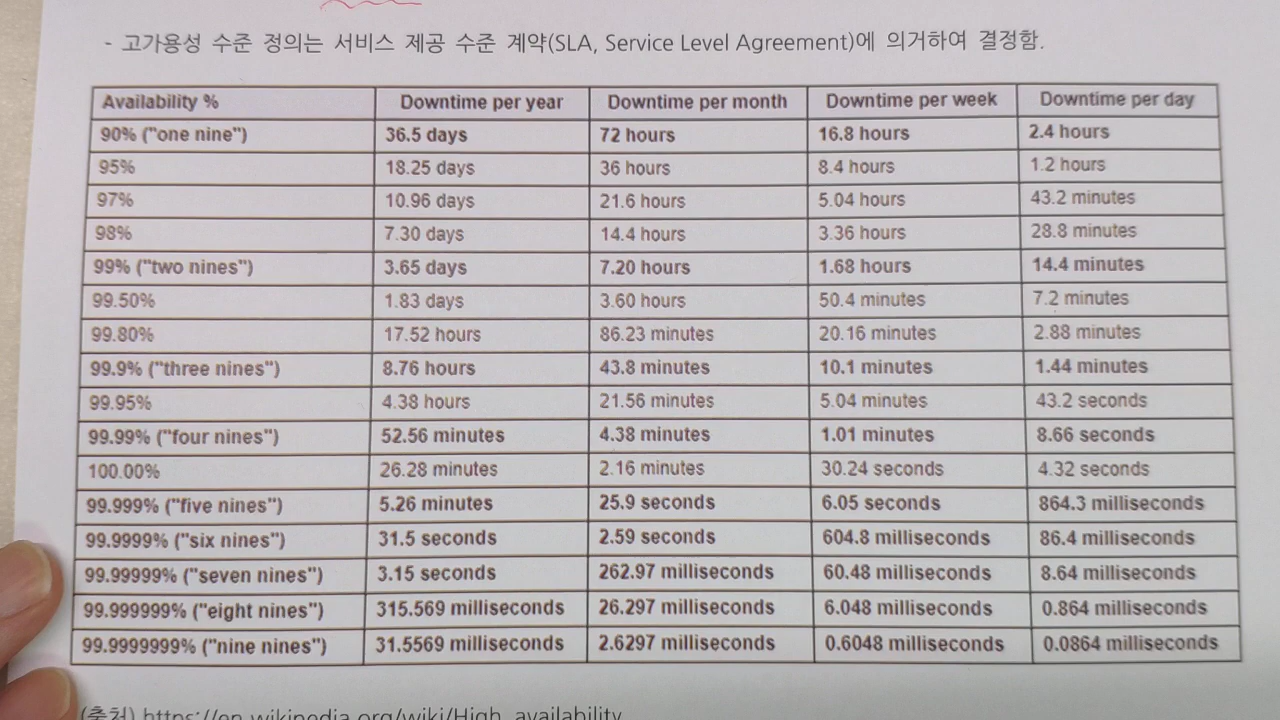 - 고가용성 수준 정의는 서비스 제공 수준 계약(SLA, Service Level Agreement)에 의거하여 결정함.
Availability % Downtime per year Downtime per month Downtime per week Downtime per day
90% ("one nine") 36.5 days 72 hours 16.8 hours 2.4 hours
95% 18.25 days 36 hours 8.4 hours 1.2 hours
97% 10.96 days 21.6 hours 5.04 hours 43.2 minutes
98% 7.30 days 14.4 hours 3.36 hours 28.8 minutes
99% ("two nines") 3.65 days 7.20 hours 1.68 hours 14.4 minutes
99.50% 1.83 days 3.60 hours 50.4 minutes 7.2 minutes
99.80% 17.52 hours 86.23 minutes 20.16 minutes 2.88 minutes
99.9% ("three nines") 8.76 hours 43.8 minutes 10.1 minutes 1.44 minutes
99.95% 4.38 hours 21.56 minutes 5.04 minutes 43.2 seconds
99.99% ("four nines") 52.56 minutes 4.38 minutes 1.01 minutes 8.66 seconds
100.00% 26.28 minutes 2.16 minutes 30.24 seconds 4.32 seconds
99.999% ("five nines") 5.26 minutes 25.9 seconds 6.05 seconds 864.3 milliseconds
99.9999% ("six nines") 31.5 seconds 2.59 seconds 604.8 milliseconds 86.4 milliseconds
99.99999% ("seven nines") 3.15 seconds 262.97 milliseconds 60.48 milliseconds 8.64 milliseconds
99.999999% ("eight nines") 315.569 milliseconds 26.297 milliseconds 6.048 milliseconds 0.864 milliseconds
99.9999999% ("nine nines") 31.5569 milliseconds 2.6297 milliseconds 0.6048 milliseconds 0.0864 milliseconds
(출처) https://en.wikipedia.org/wiki/High_availability